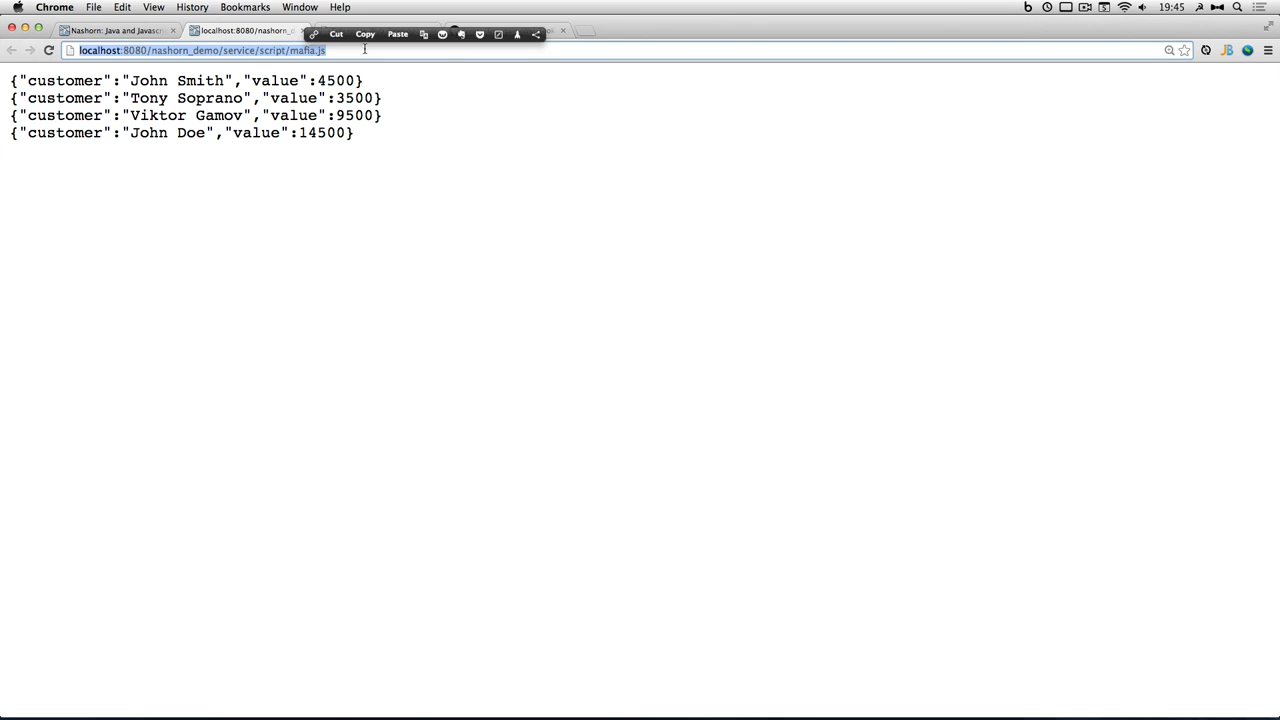 Chrome File Edit View History Bookmarks Window Help 19:45
Nashorn: Java and Javascri localhost:8080/nashorn_d
Cut Copy Paste
localhost:8080/nashorn_demo/service/script/mafia.js
{"customer":"John Smith","value":4500}
{"customer":"Tony Soprano","value":3500}
{"customer":"Viktor Gamov","value":9500}
{"customer":"John Doe","value":14500}